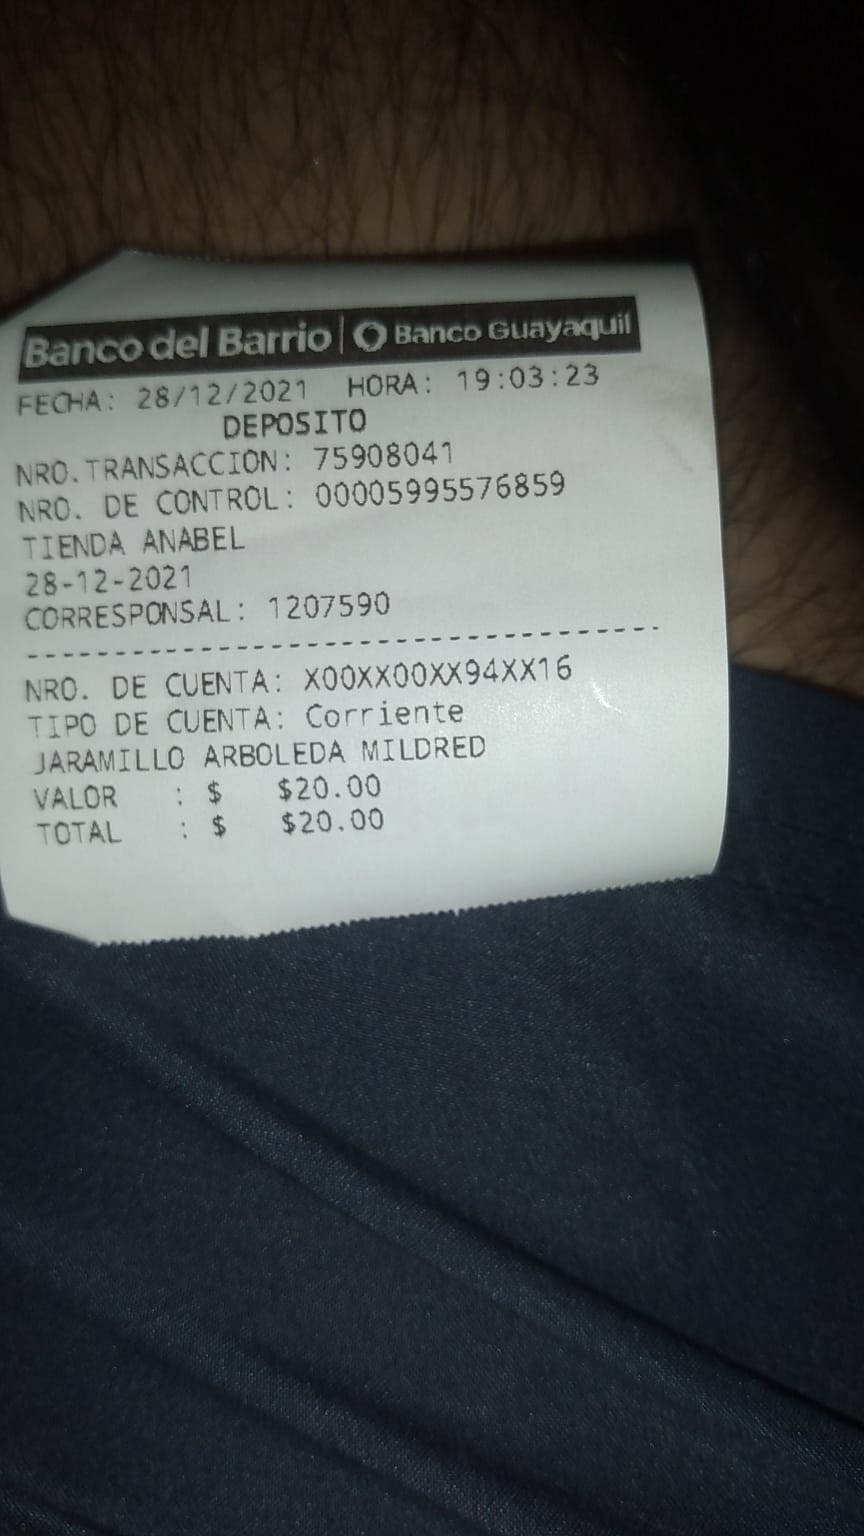 Banco del Barrio | Banco Guayaquil
FECHA: 28/12/2021 HORA: 19:03:23
DEPOSITO
NRO.TRANSACCION: 75908041
NRO. DE CONTROL: 00005995576859
TIENDA ANABEL
28-12-2021
CORRESPONSAL: 1207590
------------------------------------
NRO. DE CUENTA: X00XX00XX94XX16
TIPO DE CUENTA: Corriente
JARAMILLO ARBOLEDA MILDRED
VALOR : $ $20.00
TOTAL : $ $20.00